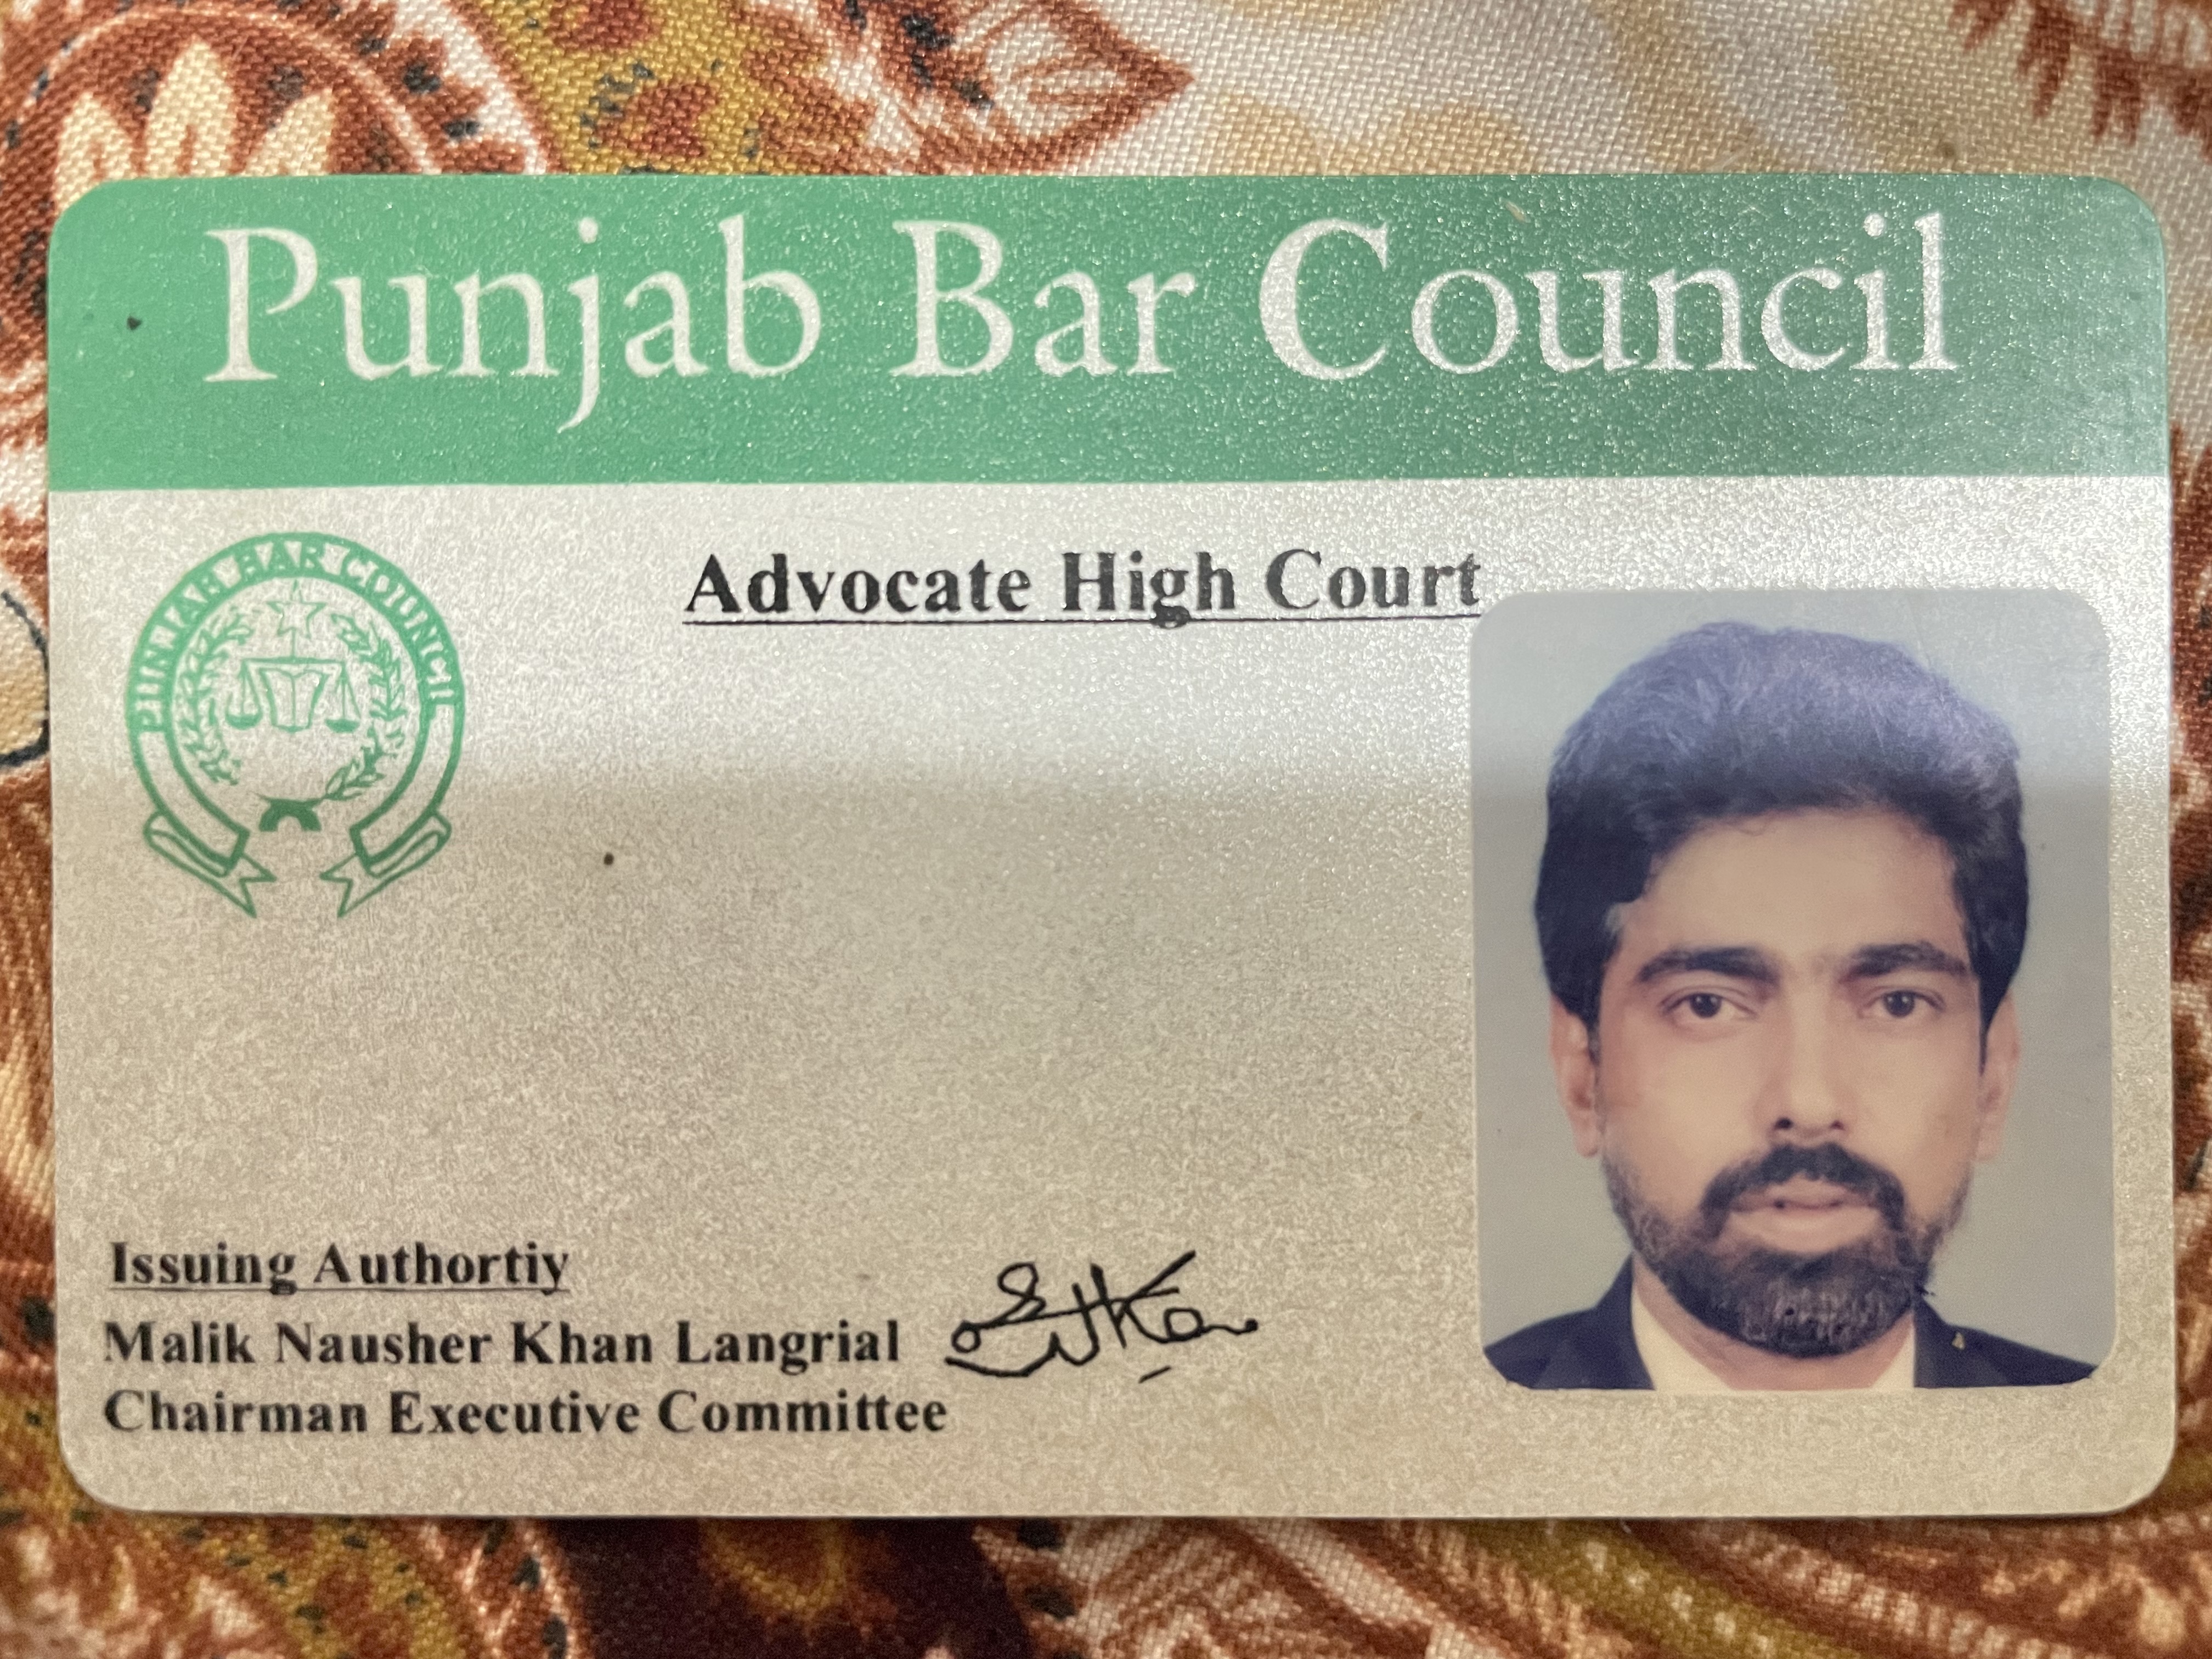 Punjab Bar Council
PUNJAB BAR COUNCIL
Advocate High Court
Issuing Authortiy
Malik Nausher Khan Langrial
Chairman Executive Committee